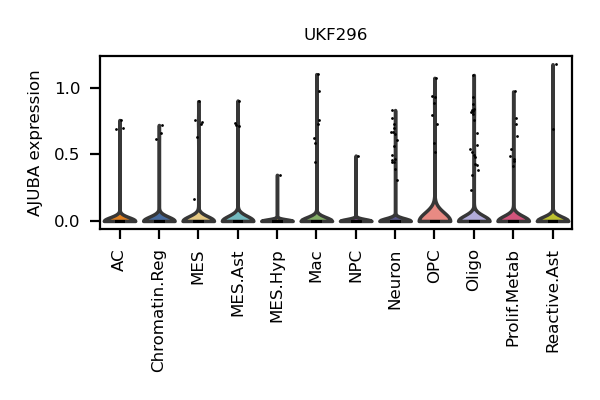 UKF296
AJUBA expression
1.0
0.5
0.0
AC
Chromatin.Reg
MES
MES.Ast
MES.Hyp
Mac
NPC
Neuron
OPC
Oligo
Prolif.Metab
Reactive.Ast